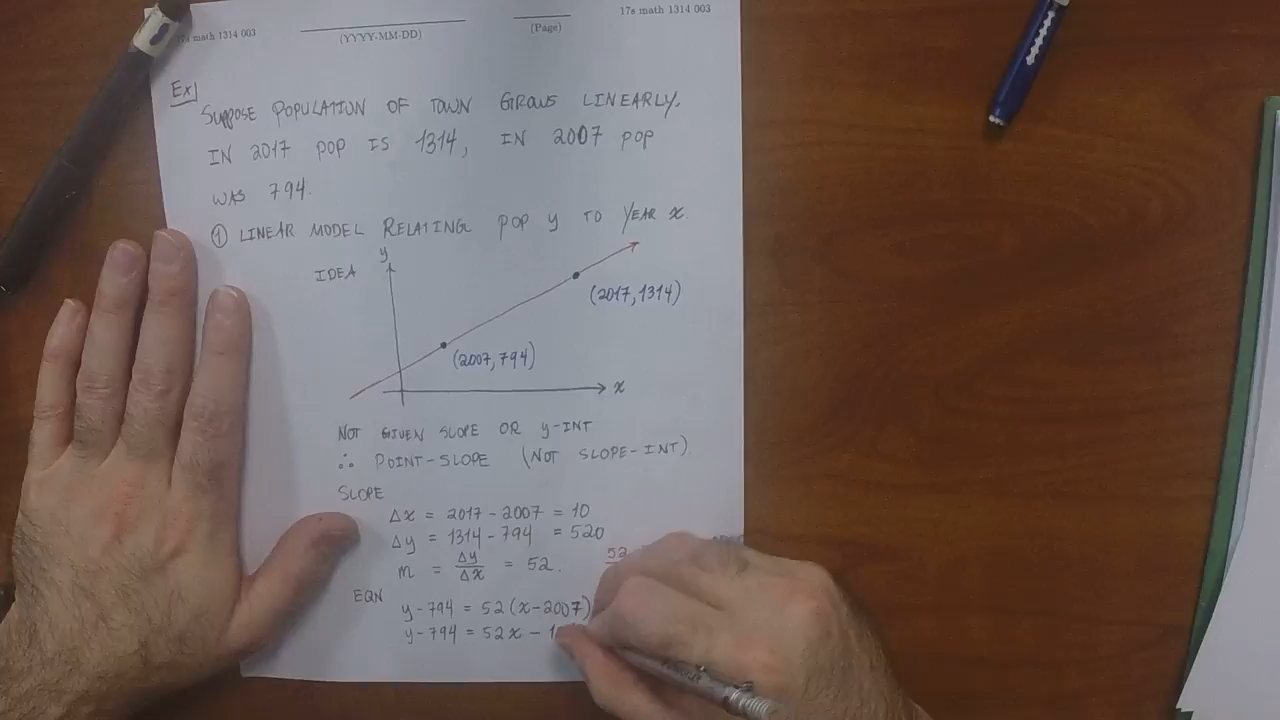 17s math 1314 003
(YYYY-MM-DD)
(Page)
17s math 1314 003
Ex1
SUPPOSE POPULATION OF TOWN GROWS LINEARLY.
IN 2017 POP IS 1314, IN 2007 POP
WAS 794.
① LINEAR MODEL RELATING POP y TO YEAR x.
IDEA
y
(2017, 1314)
(2007, 794)
x
NOT GIVEN SLOPE OR y-INT
∴ POINT-SLOPE (NOT SLOPE-INT)
SLOPE
Δx = 2017 - 2007 = 10
Δy = 1314 - 794 = 520
m = Δy/Δx = 52.
52
EQN
y-794 = 52(x-2007)
y-794 = 52x - 1